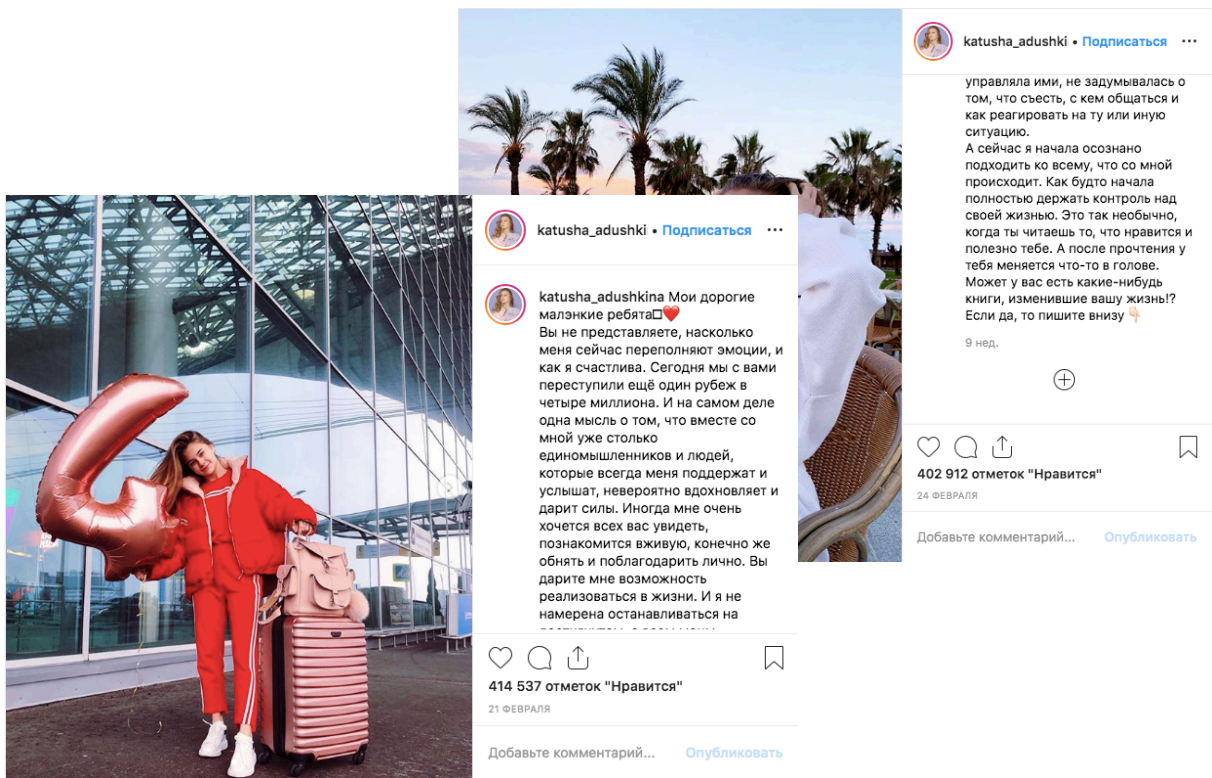 katusha_adushki • Подписаться
управляла ими, не задумывалась о
том, что съесть, с кем общаться и
как реагировать на ту или иную
ситуацию.
А сейчас я начала осознано
подходить ко всему, что со мной
происходит. Как будто начала
полностью держать контроль над
своей жизнью. Это так необычно,
когда ты читаешь то, что нравится и
полезно тебе. А после прочтения у
тебя меняется что-то в голове.
Может у вас есть какие-нибудь
книги, изменившие вашу жизнь!?
Если да, то пишите внизу 👇🏻
9 нед.
402 912 отметок "Нравится"
24 ФЕВРАЛЯ
Добавьте комментарий... Опубликовать
katusha_adushki • Подписаться
katusha_adushkina Мои дорогие
малэнкие ребята□❤️
Вы не представляете, насколько
меня сейчас переполняют эмоции, и
как я счастлива. Сегодня мы с вами
переступили ещё один рубеж в
четыре миллиона. И на самом деле
одна мысль о том, что вместе со
мной уже столько
единомышленников и людей,
которые всегда меня поддержат и
услышат, невероятно вдохновляет и
дарит силы. Иногда мне очень
хочется всех вас увидеть,
познакомится вживую, конечно же
обнять и поблагодарить лично. Вы
дарите мне возможность
реализоваться в жизни. И я не
намерена останавливаться на
414 537 отметок "Нравится"
21 ФЕВРАЛЯ
Добавьте комментарий... Опубликовать